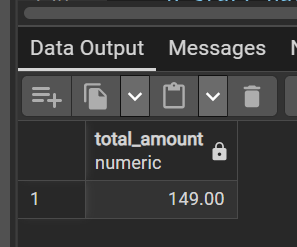 Data Output Messages
total_amount
numeric
1 149.00